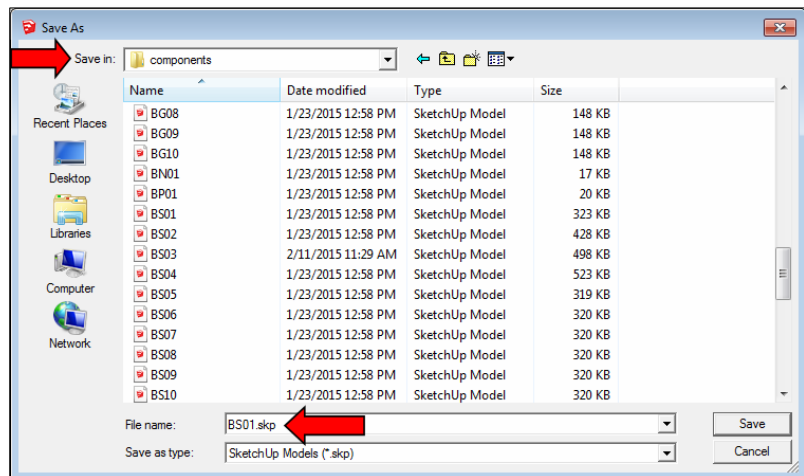 Save As
Save in: components
Name Date modified Type Size
BG08 1/23/2015 12:58 PM SketchUp Model 148 KB
BG09 1/23/2015 12:58 PM SketchUp Model 148 KB
BG10 1/23/2015 12:58 PM SketchUp Model 148 KB
BN01 1/23/2015 12:58 PM SketchUp Model 17 KB
BP01 1/23/2015 12:58 PM SketchUp Model 20 KB
BS01 1/23/2015 12:58 PM SketchUp Model 323 KB
BS02 1/23/2015 12:58 PM SketchUp Model 428 KB
BS03 2/11/2015 11:29 AM SketchUp Model 498 KB
BS04 1/23/2015 12:58 PM SketchUp Model 523 KB
BS05 1/23/2015 12:58 PM SketchUp Model 319 KB
BS06 1/23/2015 12:58 PM SketchUp Model 320 KB
BS07 1/23/2015 12:58 PM SketchUp Model 320 KB
BS08 1/23/2015 12:58 PM SketchUp Model 320 KB
BS09 1/23/2015 12:58 PM SketchUp Model 320 KB
BS10 1/23/2015 12:58 PM SketchUp Model 320 KB
Recent Places
Desktop
Libraries
Computer
Network
File name: BS01.skp Save
Save as type: SketchUp Models (*.skp) Cancel